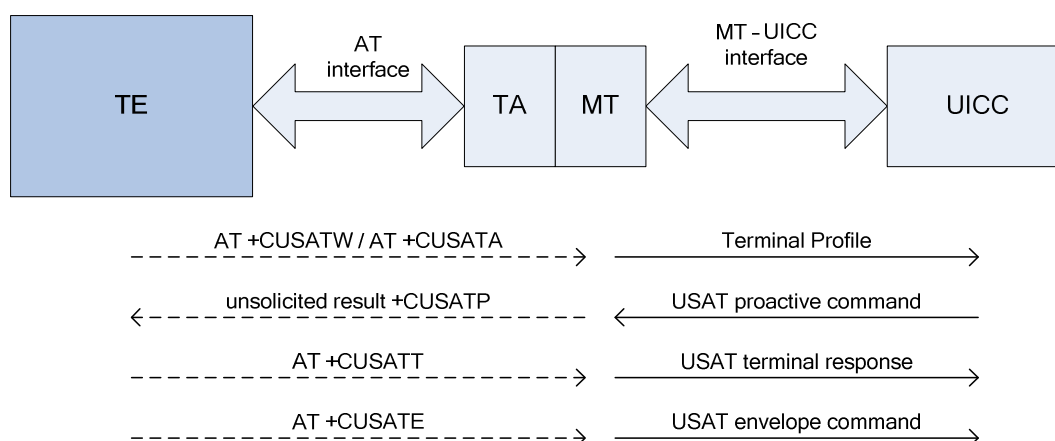 TE
AT
interface
TA
MT
MT-UICC
interface
UICC
AT +CUSATW / AT +CUSATA
Terminal Profile
unsolicited result +CUSATP
USAT proactive command
AT +CUSATT
USAT terminal response
AT +CUSATE
USAT envelope command